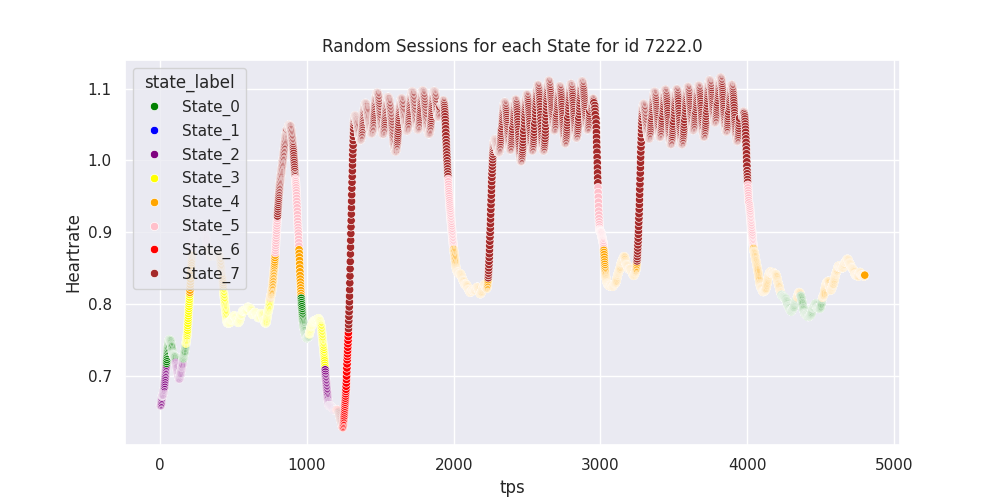 Random Sessions for each State for id 7222.0
state_label
State_0
State_1
State_2
State_3
State_4
State_5
State_6
State_7
Heartrate
1.1
1.0
0.9
0.8
0.7
0
1000
2000
3000
4000
5000
tps